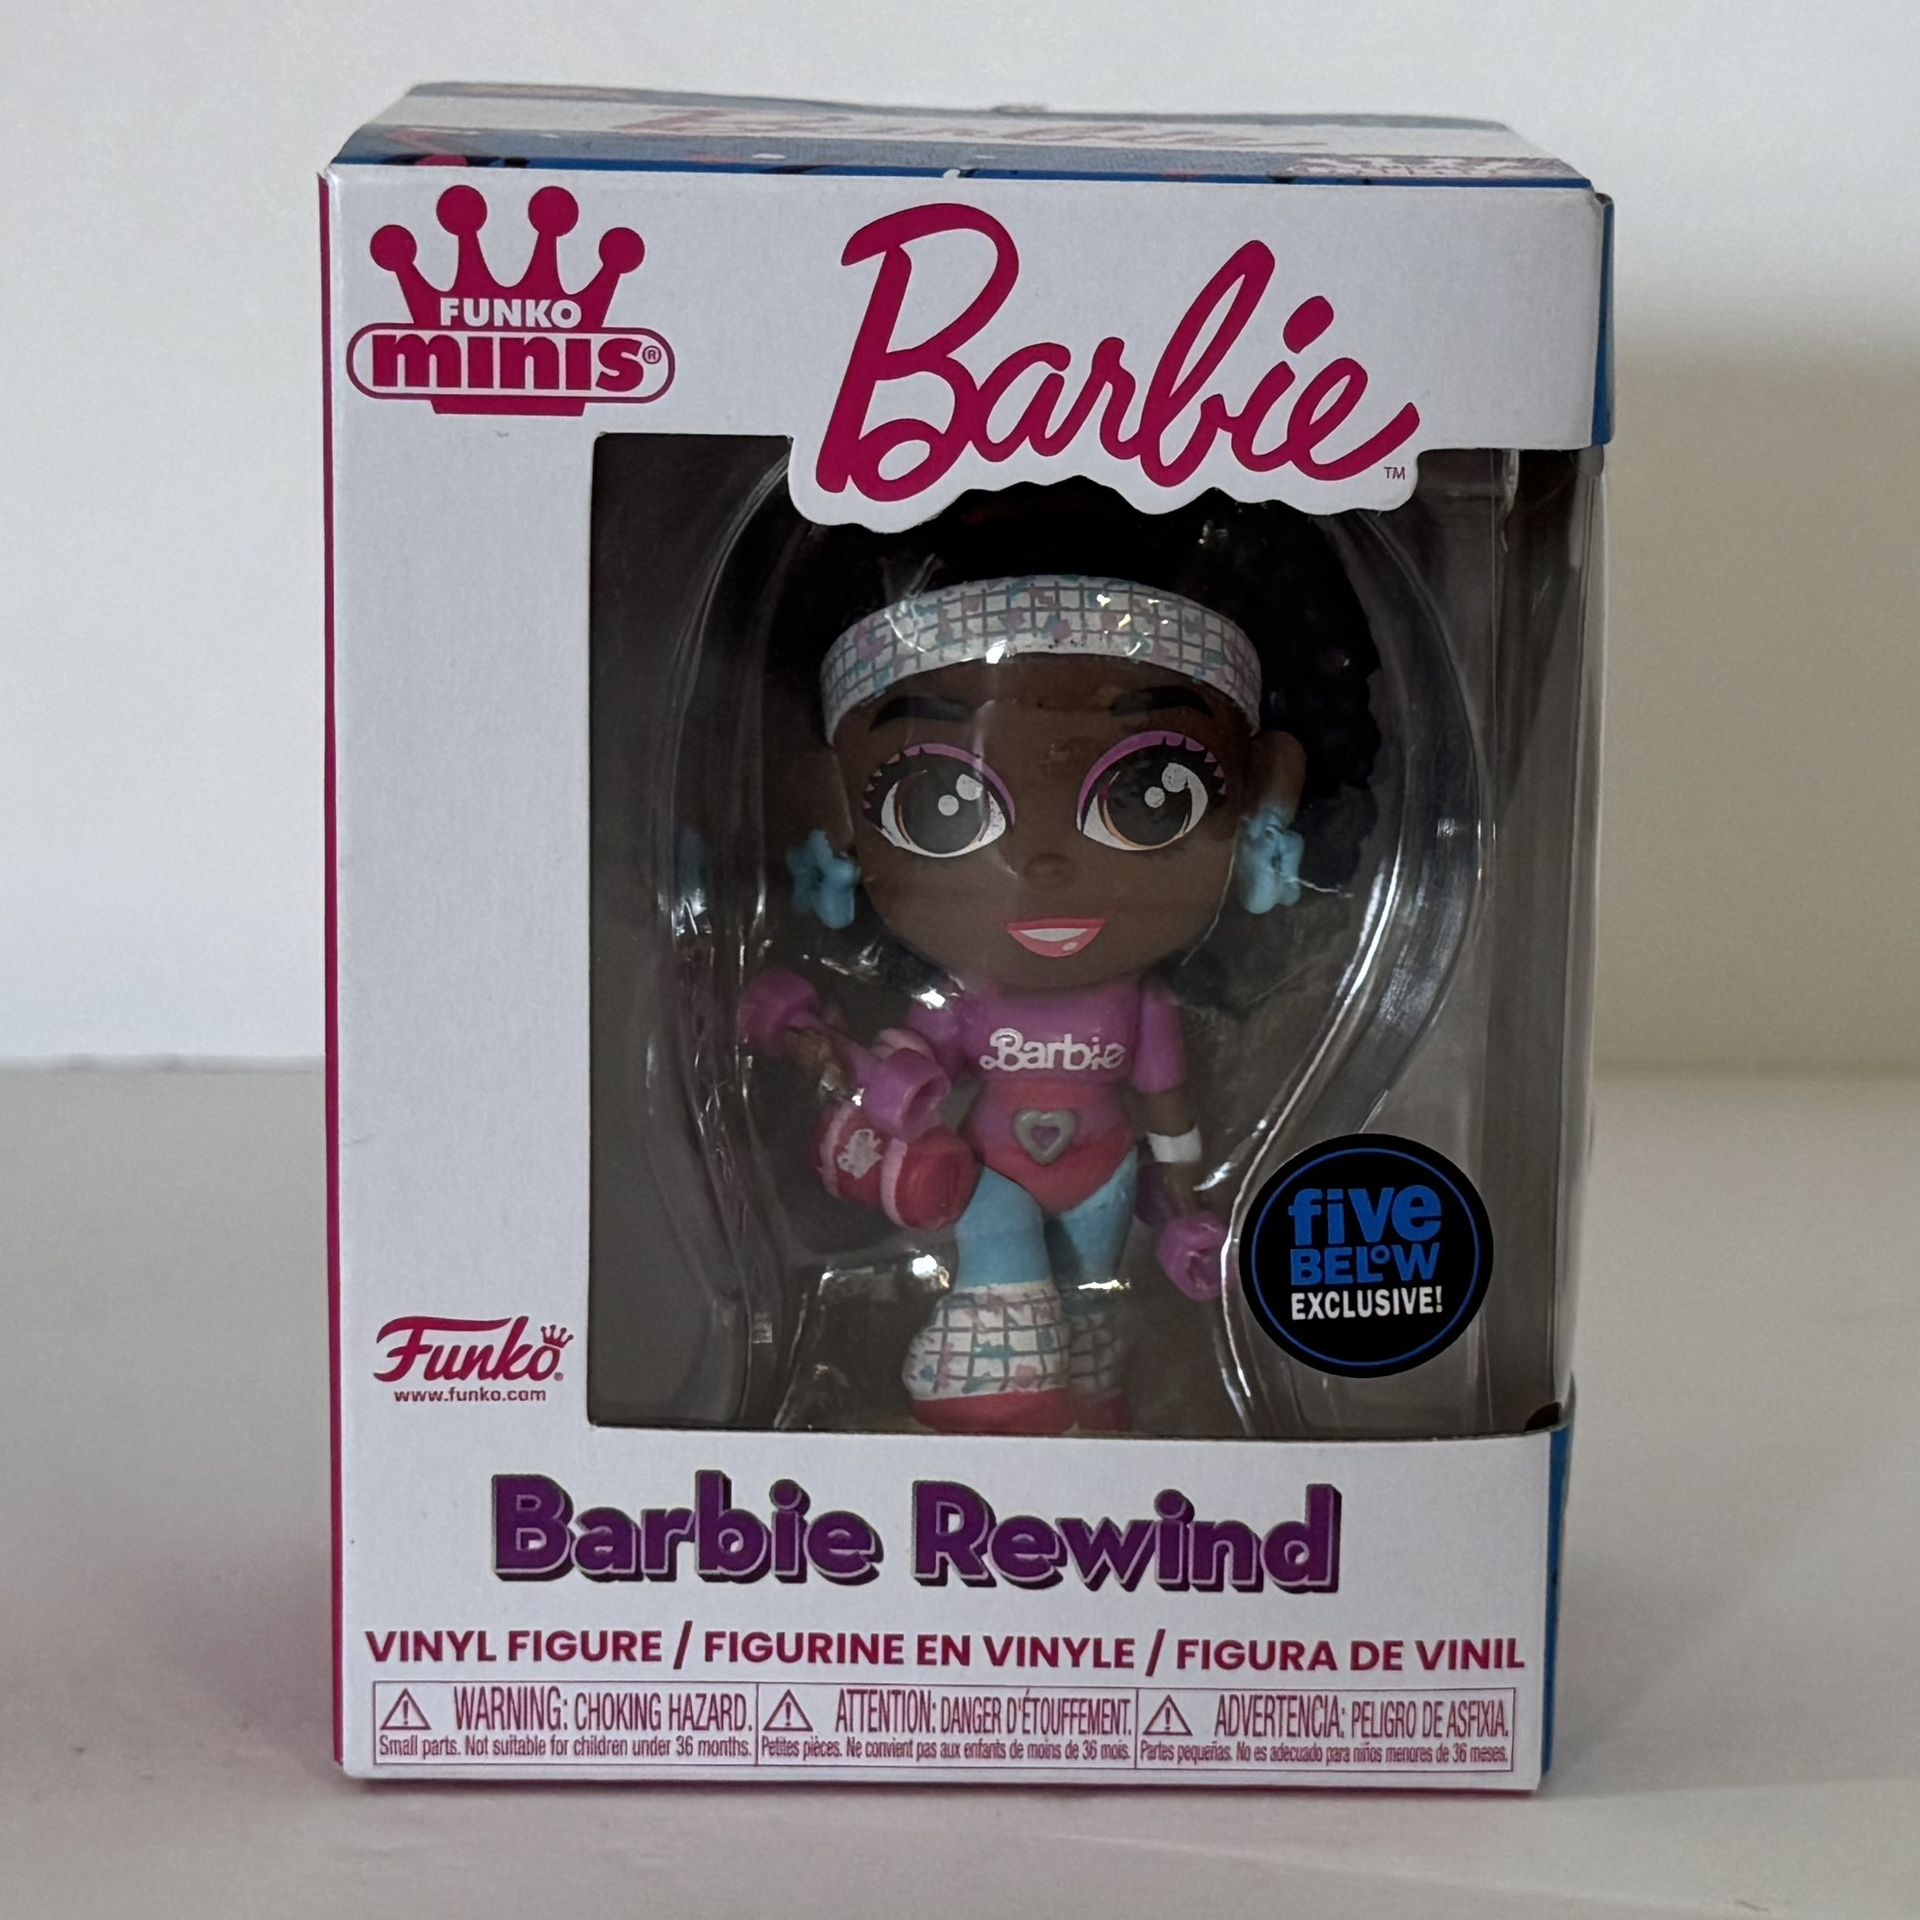 FUNKO
minis®
Barbie™
Barbie
five
BELOW
EXCLUSIVE!
Funko®
www.funko.com
Barbie Rewind
VINYL FIGURE / FIGURINE EN VINYLE / FIGURA DE VINIL
WARNING: CHOKING HAZARD.
Small parts. Not suitable for children under 36 months.
ATTENTION: DANGER D'ÉTOUFFEMENT.
Petites pièces. Ne convient pas aux enfants de moins de 36 mois.
ADVERTENCIA: PELIGRO DE ASFIXIA.
Partes pequeñas. No es adecuado para niños menores de 36 meses.